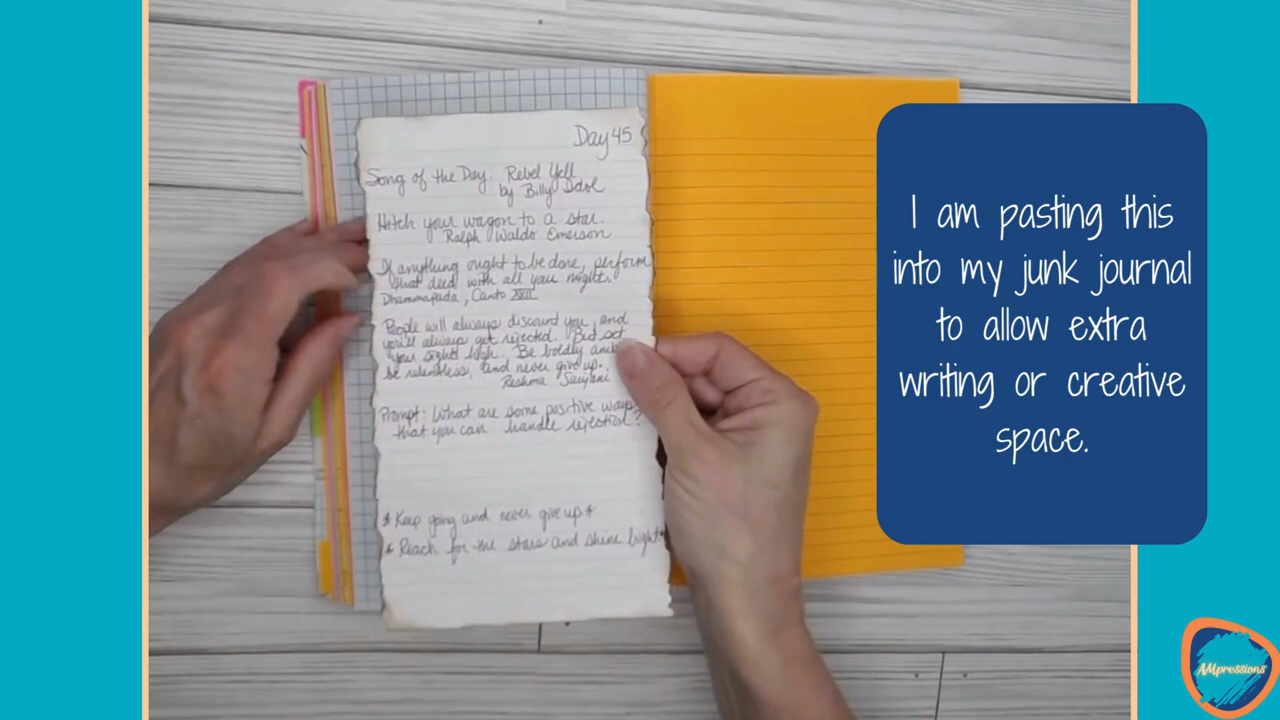 Day 45
Song of the Day: Rebel Yell
by Billy Idol
Hitch your wagon to a star.
Ralph Waldo Emerson
If anything ought to be done, perform
that deed with all your might.
Dhammapada, Canto XXII
People will always discount you, and
you'll always get rejected. But set
your sights high. Be boldly
be relentless, and never give up.
Reshma Saujani
Prompt: What are some positive ways
that you can handle rejection?
* Keep going and never give up *
* Reach for the stars and shine bright *
I am pasting this
into my junk journal
to allow extra
writing or creative
space.
AMpressions